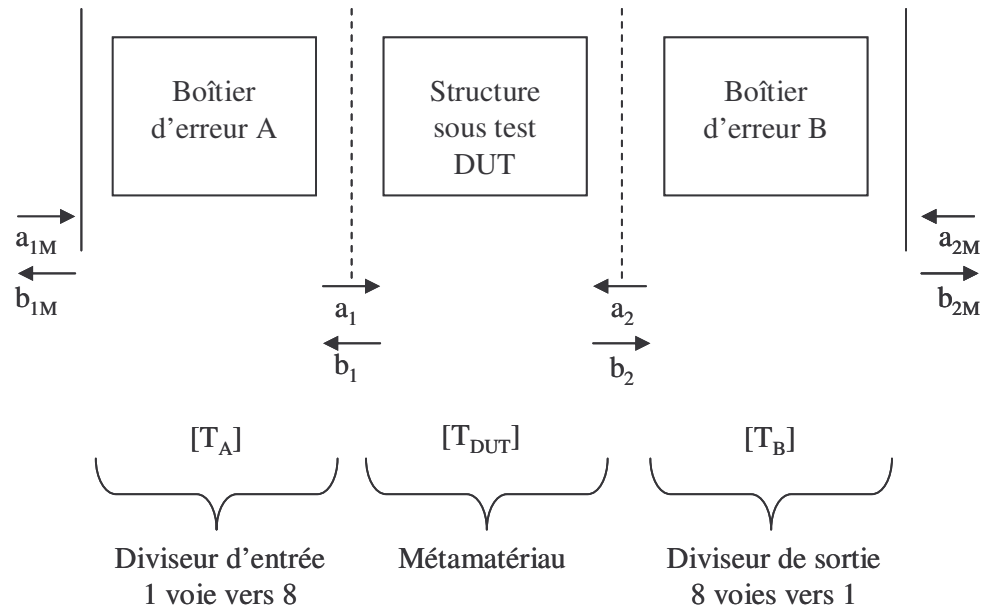 Boîtier
d'erreur A
Structure
sous test
DUT
Boîtier
d'erreur B
a1M
b1M
a2M
b2M
a1
b1
a2
b2
[TA]
[TDUT]
[TB]
Diviseur d'entrée
1 voie vers 8
Métamatériau
Diviseur de sortie
8 voies vers 1